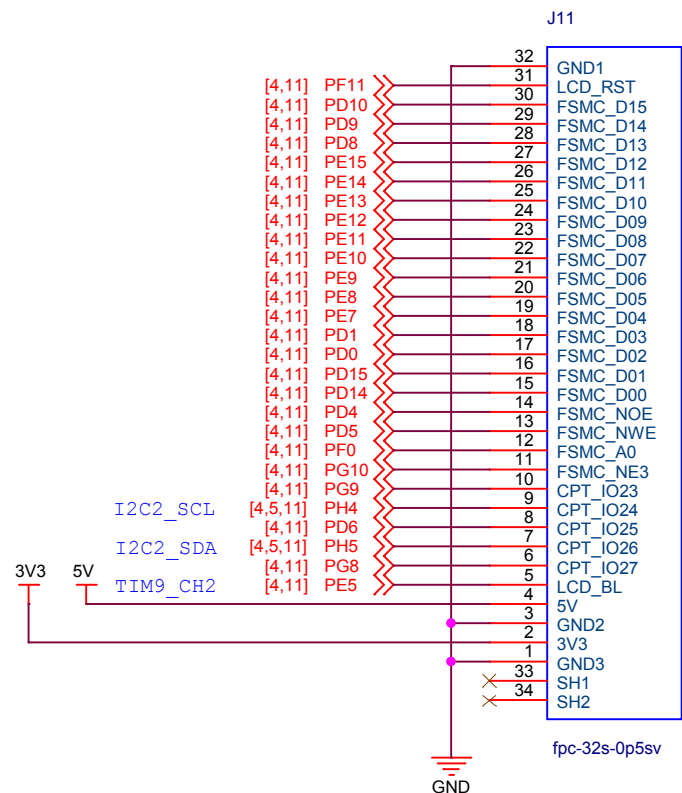 J11
32 GND1
[4,11] PF11 31 LCD_RST
[4,11] PD10 30 FSMC_D15
[4,11] PD9 29 FSMC_D14
[4,11] PD8 28 FSMC_D13
[4,11] PE15 27 FSMC_D12
[4,11] PE14 26 FSMC_D11
[4,11] PE13 25 FSMC_D10
[4,11] PE12 24 FSMC_D09
[4,11] PE11 23 FSMC_D08
[4,11] PE10 22 FSMC_D07
[4,11] PE9 21 FSMC_D06
[4,11] PE8 20 FSMC_D05
[4,11] PE7 19 FSMC_D04
[4,11] PD1 18 FSMC_D03
[4,11] PD0 17 FSMC_D02
[4,11] PD15 16 FSMC_D01
[4,11] PD14 15 FSMC_D00
[4,11] PD4 14 FSMC_NOE
[4,11] PD5 13 FSMC_NWE
[4,11] PF0 12 FSMC_A0
[4,11] PG10 11 FSMC_NE3
[4,11] PG9 10 CPT_IO23
I2C2_SCL [4,5,11] PH4 9 CPT_IO24
[4,11] PD6 8 CPT_IO25
I2C2_SDA [4,5,11] PH5 7 CPT_IO26
[4,11] PG8 6 CPT_IO27
3V3 5V TIM9_CH2 [4,11] PE5 5 LCD_BL
4 5V
3 GND2
2 3V3
1 GND3
33 SH1
34 SH2
fpc-32s-0p5sv
GND